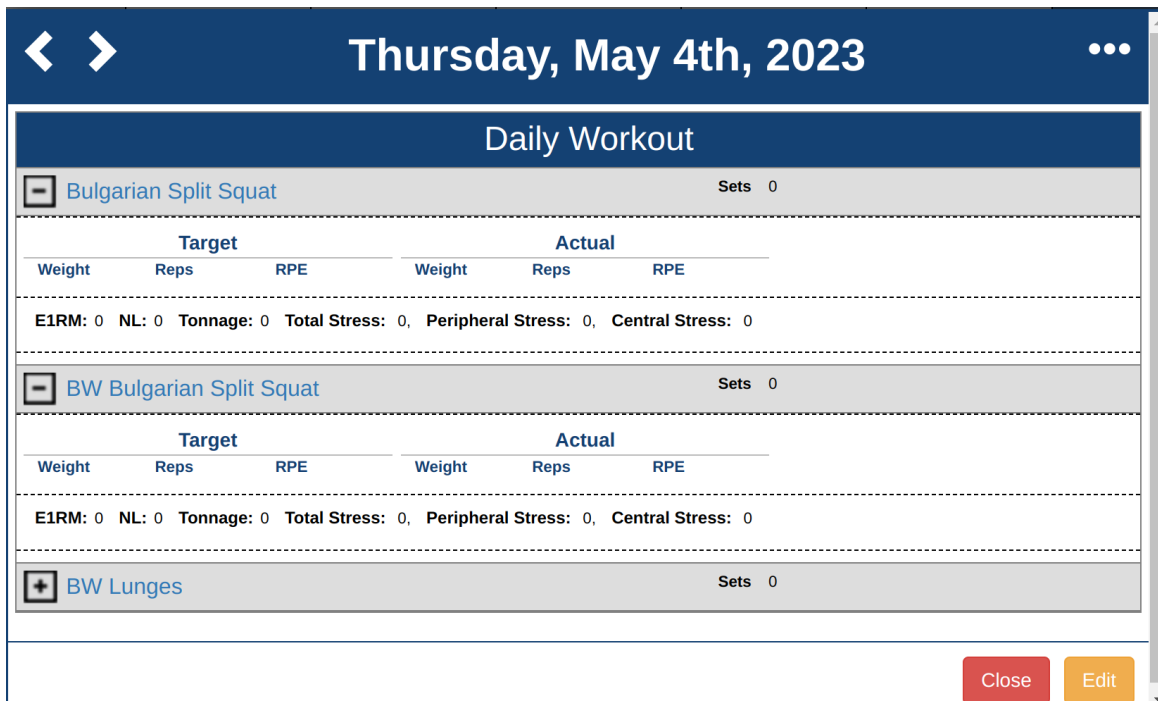 Thursday, May 4th, 2023
Daily Workout
Bulgarian Split Squat Sets 0
Target Actual
Weight Reps RPE Weight Reps RPE
E1RM: 0 NL: 0 Tonnage: 0 Total Stress: 0, Peripheral Stress: 0, Central Stress: 0
BW Bulgarian Split Squat Sets 0
Target Actual
Weight Reps RPE Weight Reps RPE
E1RM: 0 NL: 0 Tonnage: 0 Total Stress: 0, Peripheral Stress: 0, Central Stress: 0
BW Lunges Sets 0
Close Edit